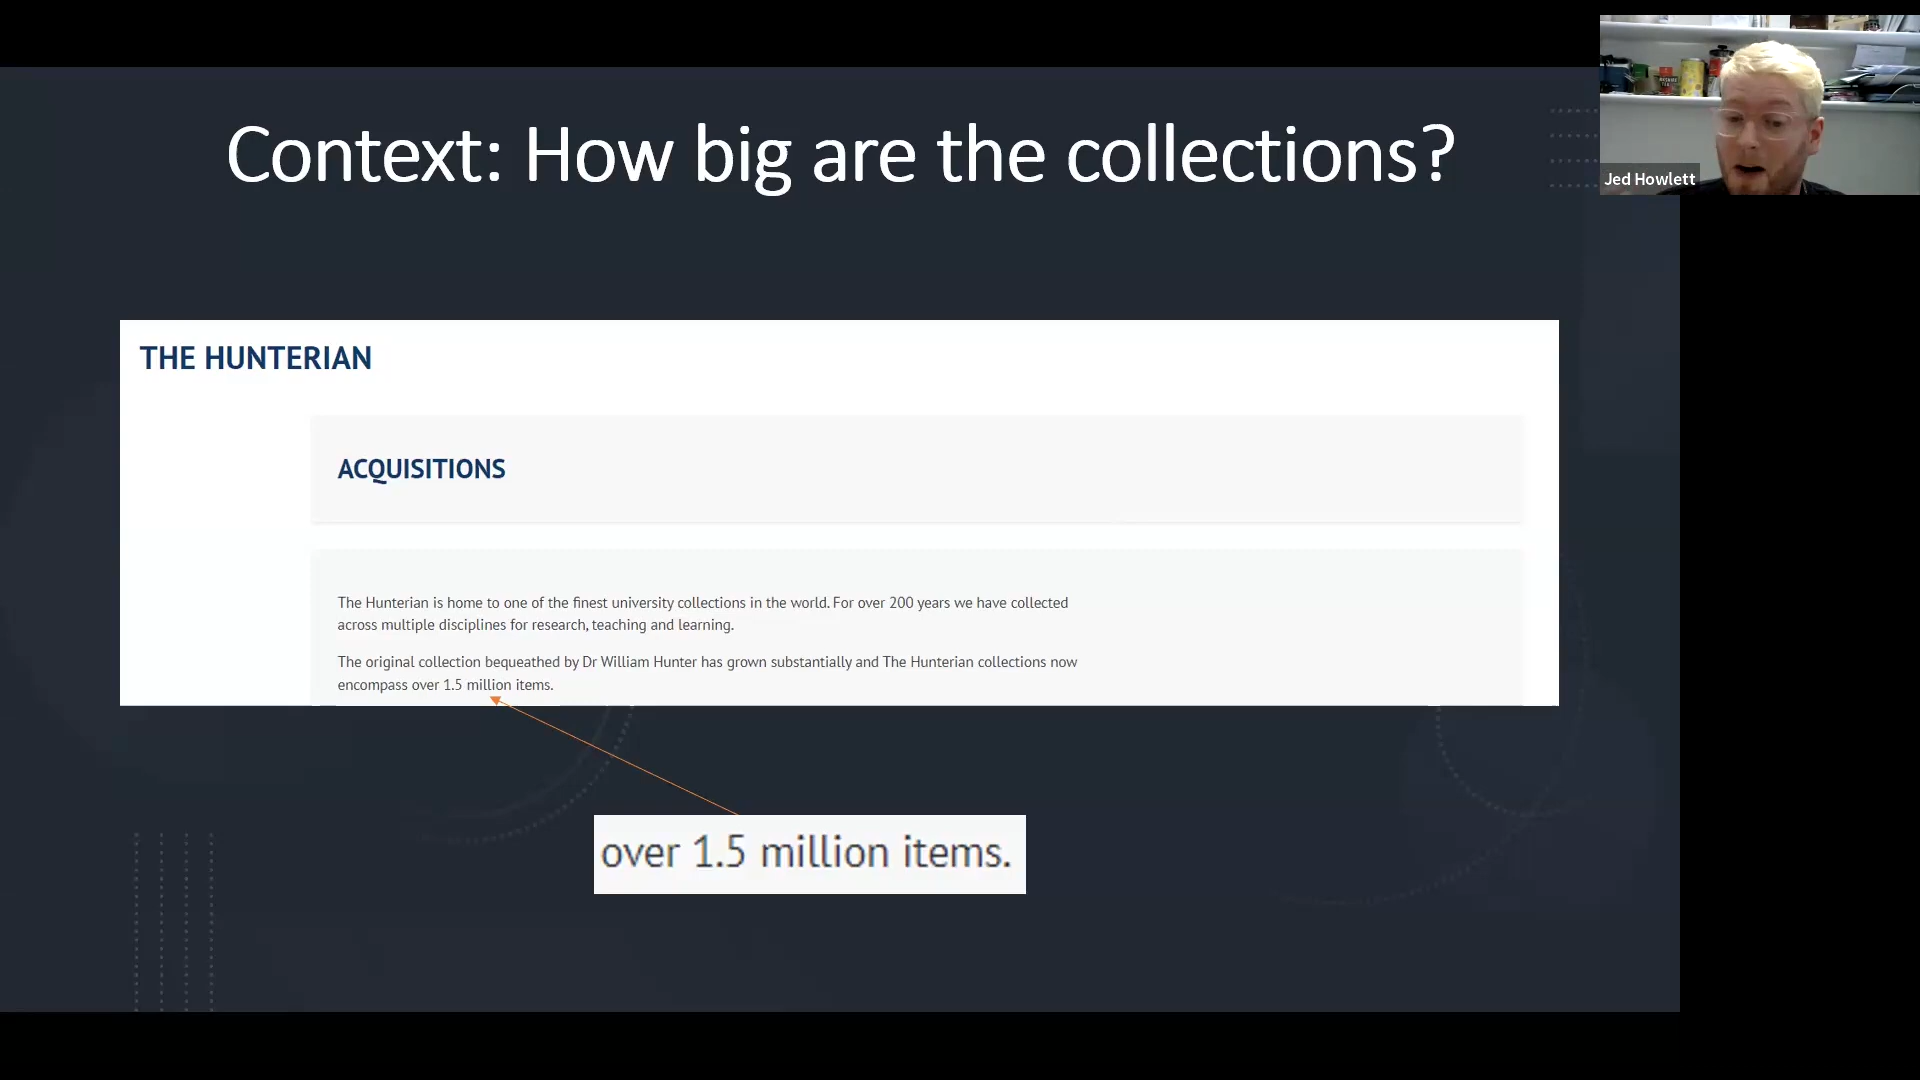 Context: How big are the collections?
Jed Howlett
THE HUNTERIAN
ACQUISITIONS
The Hunterian is home to one of the finest university collections in the world. For over 200 years we have collected
across multiple disciplines for research, teaching and learning.
The original collection bequeathed by Dr William Hunter has grown substantially and The Hunterian collections now
encompass over 1.5 million items.
over 1.5 million items.